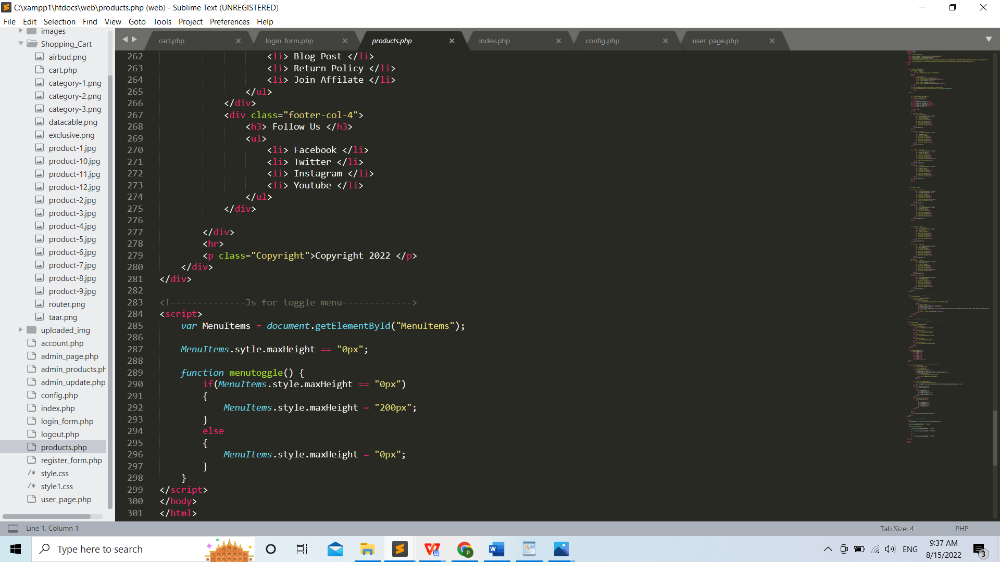 C:\xampp1\htdocs\web\products.php (web) - Sublime Text (UNREGISTERED)
File Edit Selection Find View Goto Tools Project Preferences Help
images
Shopping_Cart
airbud.png
cart.php
category-1.png
category-2.png
category-3.png
datacable.png
exclusive.png
product-1.jpg
product-10.jpg
product-11.jpg
product-12.jpg
product-2.jpg
product-3.jpg
product-4.jpg
product-5.jpg
product-6.jpg
product-7.jpg
product-8.jpg
product-9.jpg
router.png
taar.png
uploaded_img
account.php
admin_page.php
admin_products.ph
admin_update.php
config.php
index.php
login_form.php
logout.php
products.php
register_form.php
style.css
style1.css
user_page.php
cart.php login_form.php products.php index.php config.php user_page.php
262 <li> Blog Post </li>
263 <li> Return Policy </li>
264 <li> Join Affilate </li>
265 </ul>
266 </div>
267 <div class="footer-col-4">
268 <h3> Follow Us </h3>
269 <ul>
270 <li> Facebook </li>
271 <li> Twitter </li>
272 <li> Instagram </li>
273 <li> Youtube </li>
274 </ul>
275 </div>
276
277 </div>
278 <hr>
279 <p class="Copyright">Copyright 2022 </p>
280 </div>
281 </div>
282
283 <!--------------Js for toggle menu------------->
284 <script>
285 var MenuItems = document.getElementById("MenuItems");
286
287 MenuItems.sytle.maxHeight == "0px";
288
289 function menutoggle() {
290 if(MenuItems.style.maxHeight == "0px")
291 {
292 MenuItems.style.maxHeight = "200px";
293 }
294 else
295 {
296 MenuItems.style.maxHeight = "0px";
297 }
298 }
299 </script>
300 </body>
301 </html>
Line 1, Column 1 Tab Size: 4 PHP
Type here to search
ENG
9:37 AM
8/15/2022
3